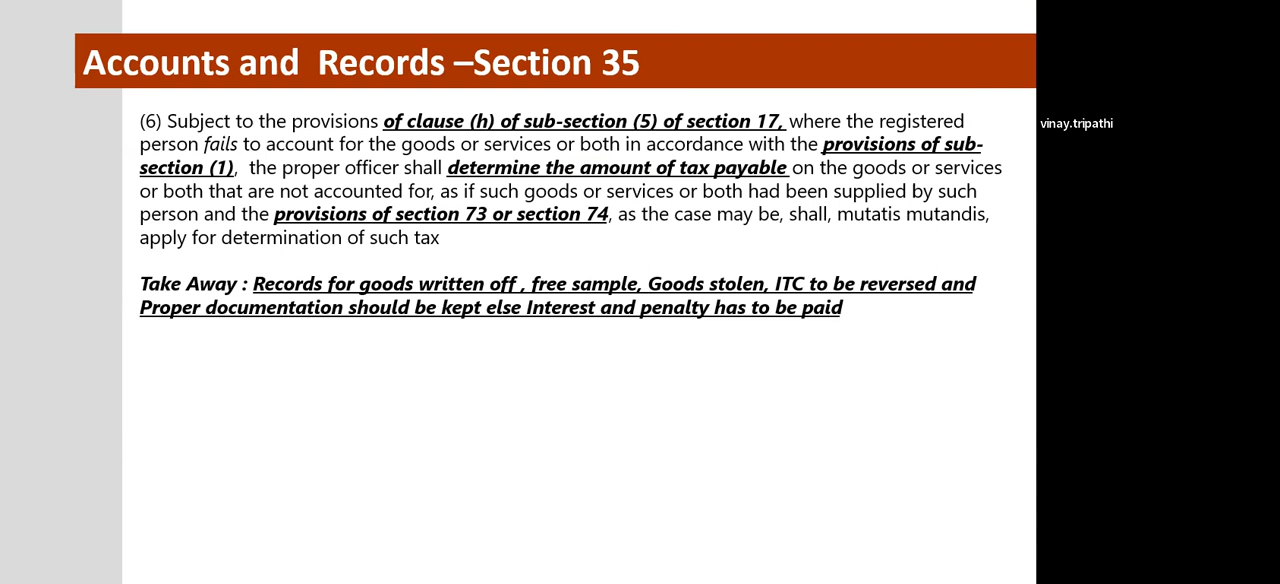 Accounts and  Records –Section 35
(6) Subject to the provisions of clause (h) of sub-section (5) of section 17, where the registered
person fails to account for the goods or services or both in accordance with the provisions of sub-
section (1),  the proper officer shall determine the amount of tax payable on the goods or services
or both that are not accounted for, as if such goods or services or both had been supplied by such
person and the provisions of section 73 or section 74, as the case may be, shall, mutatis mutandis,
apply for determination of such tax
Take Away : Records for goods written off , free sample, Goods stolen, ITC to be reversed and
Proper documentation should be kept else Interest and penalty has to be paid
vinay.tripathi